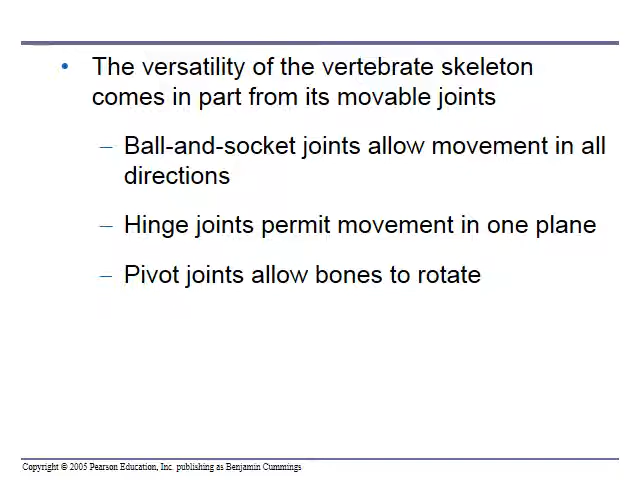 • The versatility of the vertebrate skeleton
comes in part from its movable joints
– Ball-and-socket joints allow movement in all
directions
– Hinge joints permit movement in one plane
– Pivot joints allow bones to rotate
Copyright © 2005 Pearson Education, Inc. publishing as Benjamin Cummings